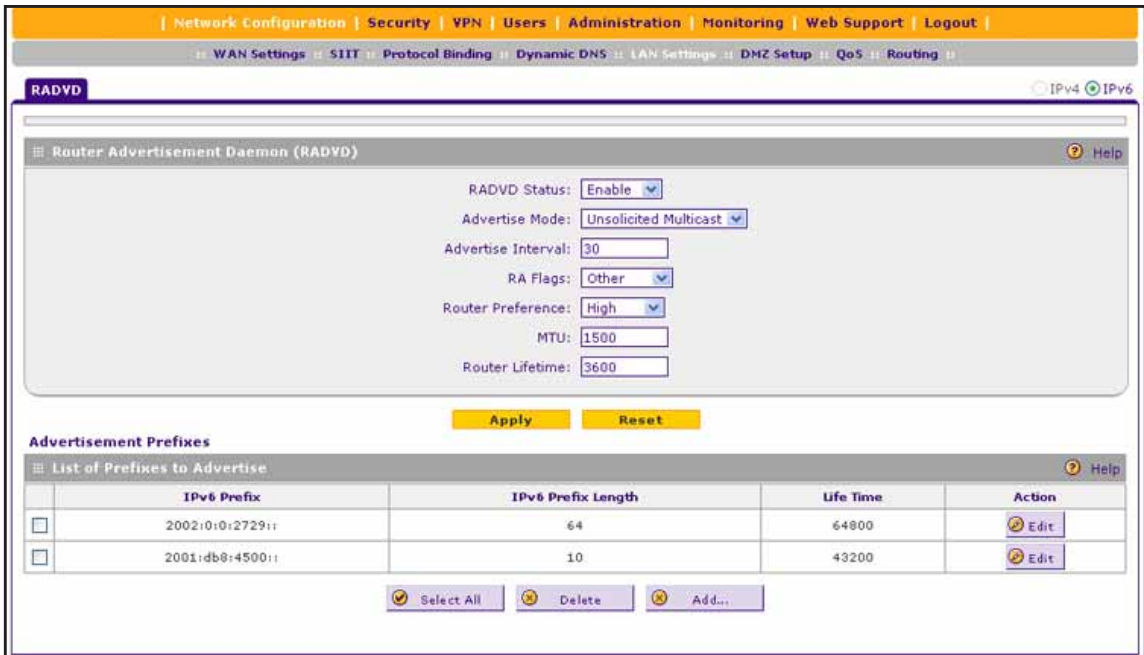 | Network Configuration | Security | VPN | Users | Administration | Monitoring | Web Support | Logout |
:: WAN Settings :: SIIT :: Protocol Binding :: Dynamic DNS :: LAN Settings :: DMZ Setup :: QoS :: Routing ::
RADVD IPv4 IPv6
Router Advertisement Daemon (RADVD) Help
RADVD Status: Enable
Advertise Mode: Unsolicited Multicast
Advertise Interval: 30
RA Flags: Other
Router Preference: High
MTU: 1500
Router Lifetime: 3600
Apply Reset
Advertisement Prefixes
List of Prefixes to Advertise Help
IPv6 Prefix IPv6 Prefix Length Life Time Action
2002:0:0:2729:: 64 64800 Edit
2001:db8:4500:: 10 43200 Edit
Select All Delete Add...